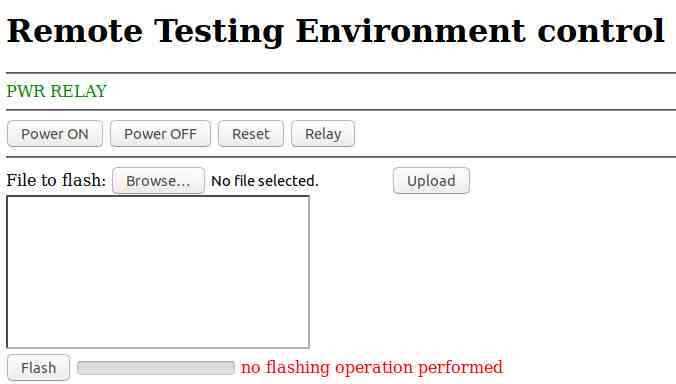 Remote Testing Environment control
PWR RELAY
Power ON Power OFF Reset Relay
File to flash: Browse... No file selected. Upload
Flash no flashing operation performed